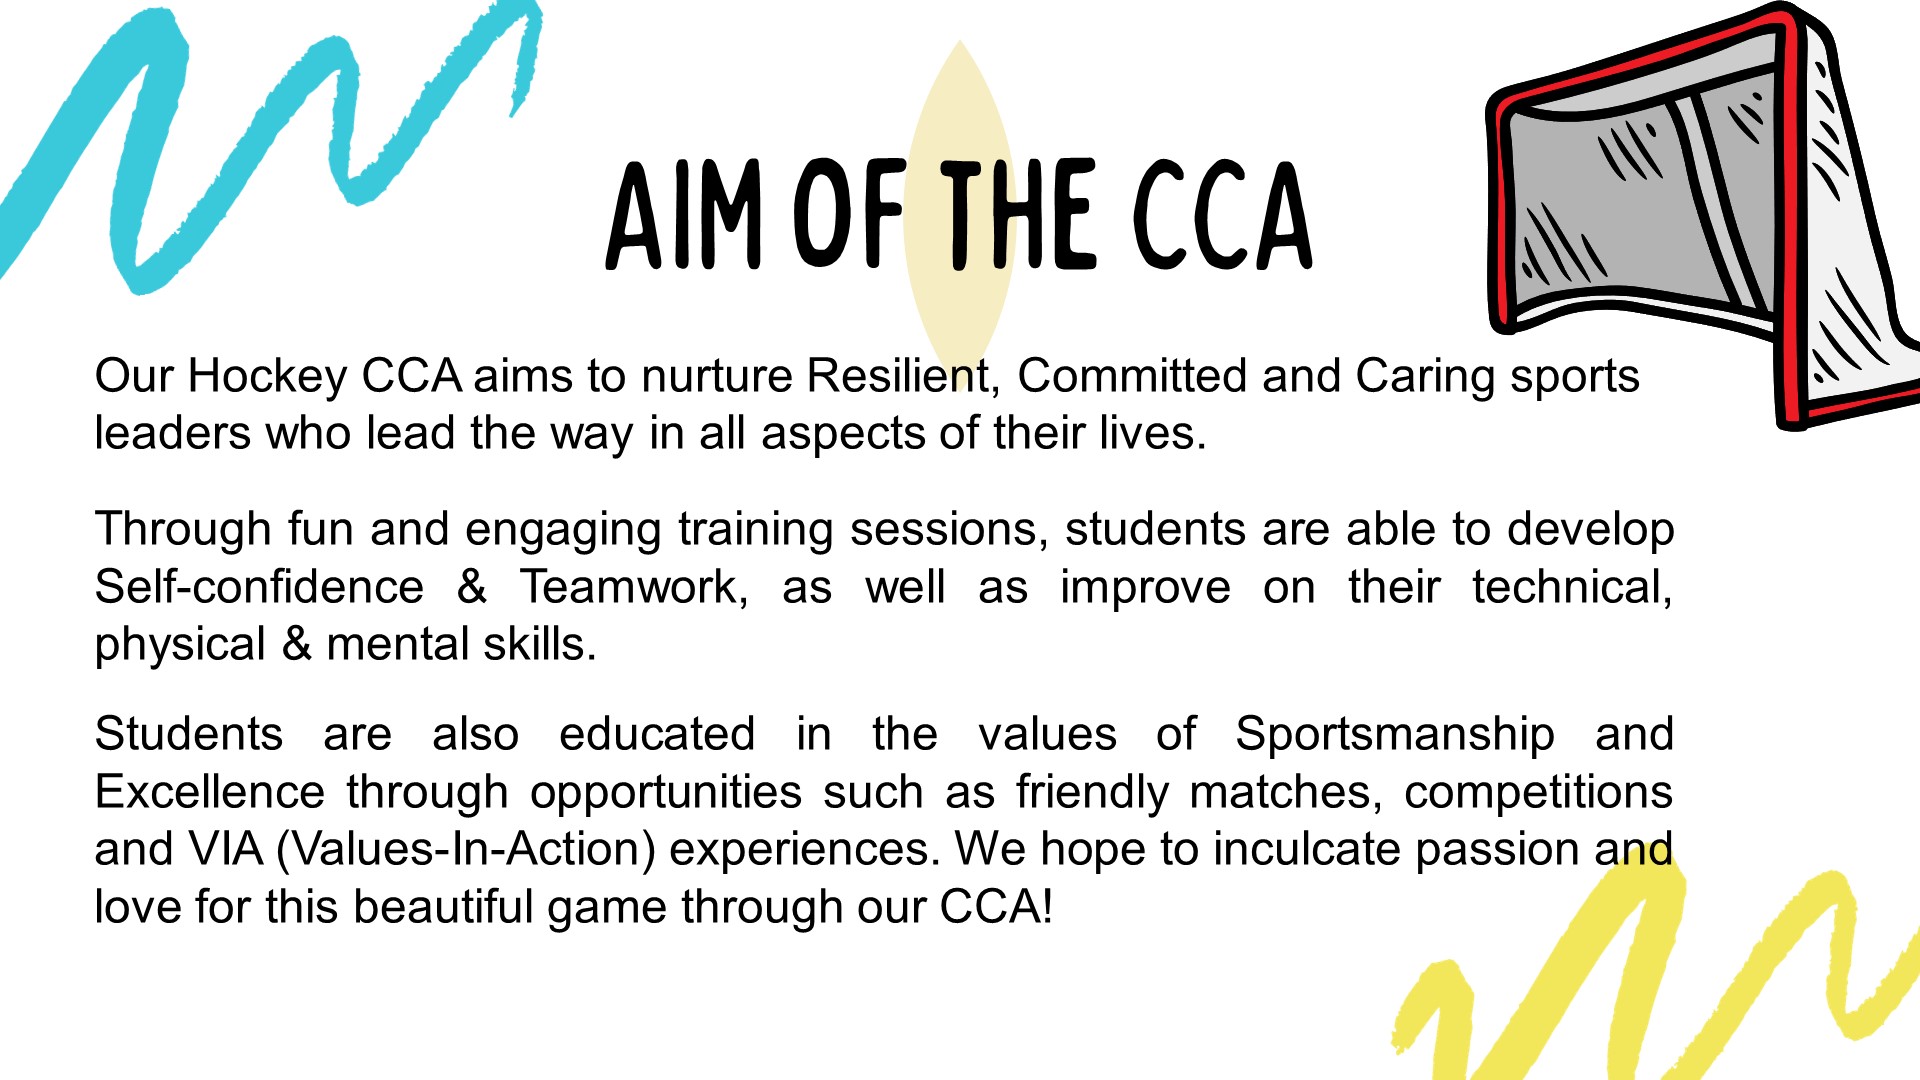 AIM OF THE CCA
Our Hockey CCA aims to nurture Resilient, Committed and Caring sports
leaders who lead the way in all aspects of their lives.
Through fun and engaging training sessions, students are able to develop
Self-confidence & Teamwork, as well as improve on their technical,
physical & mental skills.
Students are also educated in the values of Sportsmanship and
Excellence through opportunities such as friendly matches, competitions
and VIA (Values-In-Action) experiences. We hope to inculcate passion and
love for this beautiful game through our CCA!